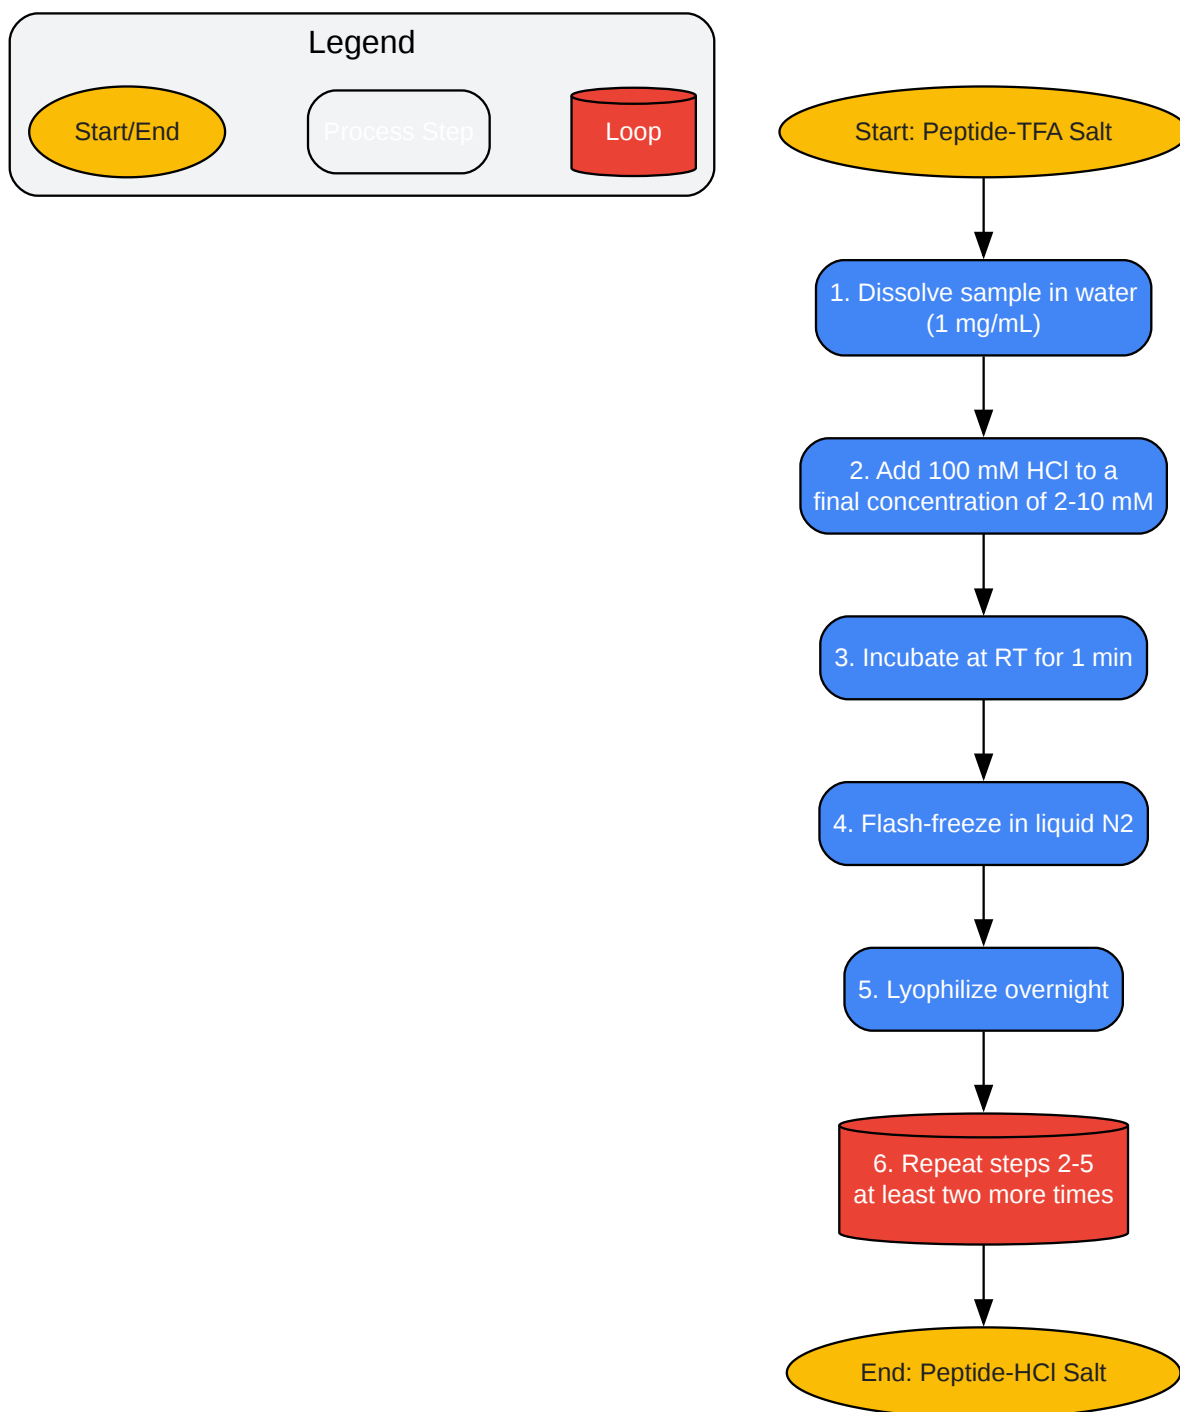 Legend
Start/End
Process Step
Loop
Start: Peptide-TFA Salt
1. Dissolve sample in water
(1 mg/mL)
2. Add 100 mM HCl to a
final concentration of 2-10 mM
3. Incubate at RT for 1 min
4. Flash-freeze in liquid N2
5. Lyophilize overnight
6. Repeat steps 2-5
at least two more times
End: Peptide-HCl Salt